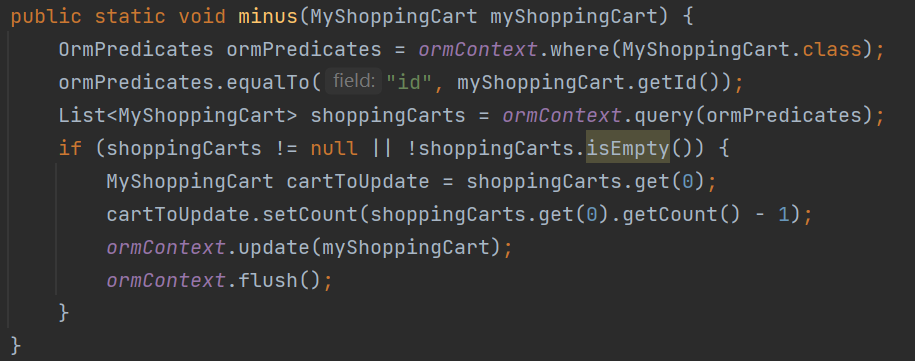 public static void minus(MyShoppingCart myShoppingCart) {
OrmPredicates ormPredicates = ormContext.where(MyShoppingCart.class);
ormPredicates.equalTo( field: "id", myShoppingCart.getId());
List<MyShoppingCart> shoppingCarts = ormContext.query(ormPredicates);
if (shoppingCarts != null || !shoppingCarts.isEmpty()) {
MyShoppingCart cartToUpdate = shoppingCarts.get(0);
cartToUpdate.setCount(shoppingCarts.get(0).getCount() - 1);
ormContext.update(myShoppingCart);
ormContext.flush();
}
}